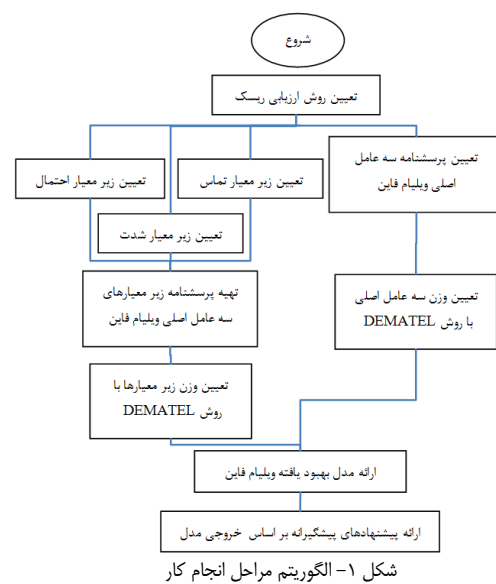 شروع
تعیین روش ارزیابی ریسک
تعیین پرسشنامه سه عامل
اصلی ویلیام فاین
تعیین زیر معیار تماس
تعیین زیر معیار احتمال
تعیین زیر معیار شدت
تهیه پرسشنامه زیر معیارهای
سه عامل اصلی ویلیام فاین
تعیین وزن سه عامل اصلی
با روش DEMATEL
تعیین وزن زیر معیارها با
روش DEMATEL
ارائه مدل بهبود یافته ویلیام فاین
ارائه پیشنهادهای پیشگیرانه بر اساس خروجی مدل
شکل ۱- الگوریتم مراحل انجام کار